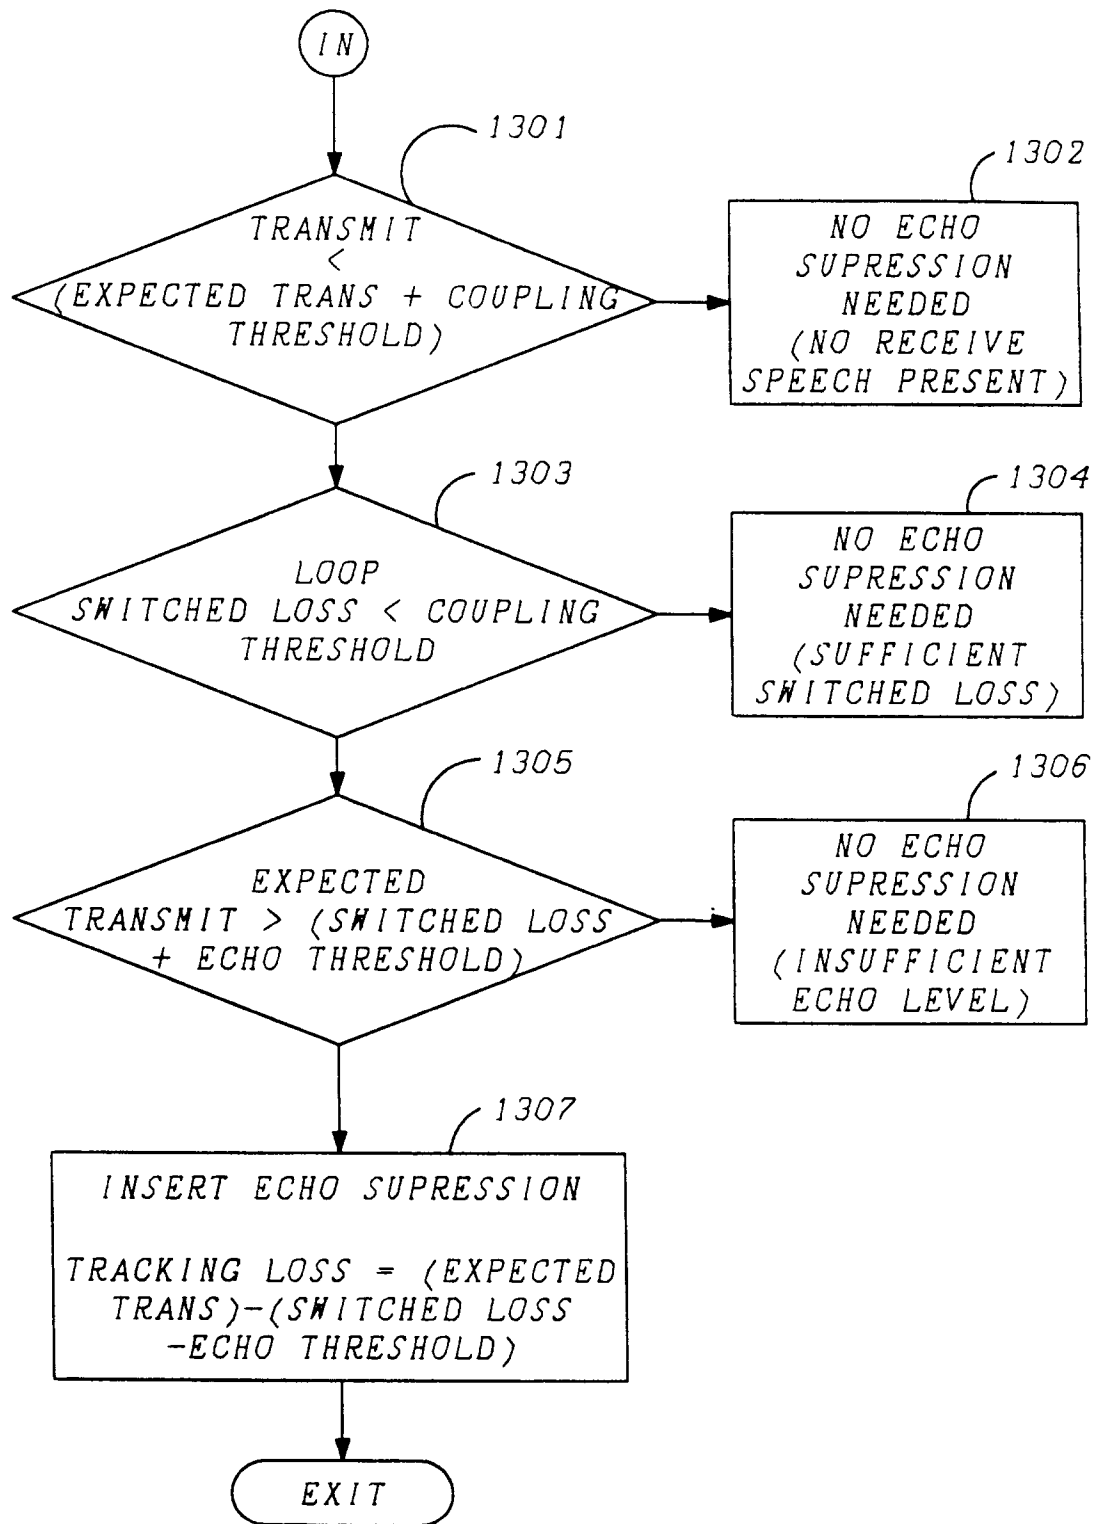 IN
1301
TRANSMIT
<
(EXPECTED TRANS + COUPLING
THRESHOLD)
1302
NO ECHO
SUPRESSION
NEEDED
(NO RECEIVE
SPEECH PRESENT)
1303
LOOP
SWITCHED LOSS < COUPLING
THRESHOLD
1304
NO ECHO
SUPRESSION
NEEDED
(SUFFICIENT
SWITCHED LOSS)
1305
EXPECTED
TRANSMIT > (SWITCHED LOSS
+ ECHO THRESHOLD)
1306
NO ECHO
SUPRESSION
NEEDED
(INSUFFICIENT
ECHO LEVEL)
1307
INSERT ECHO SUPRESSION
TRACKING LOSS = (EXPECTED
TRANS)-(SWITCHED LOSS
-ECHO THRESHOLD)
EXIT